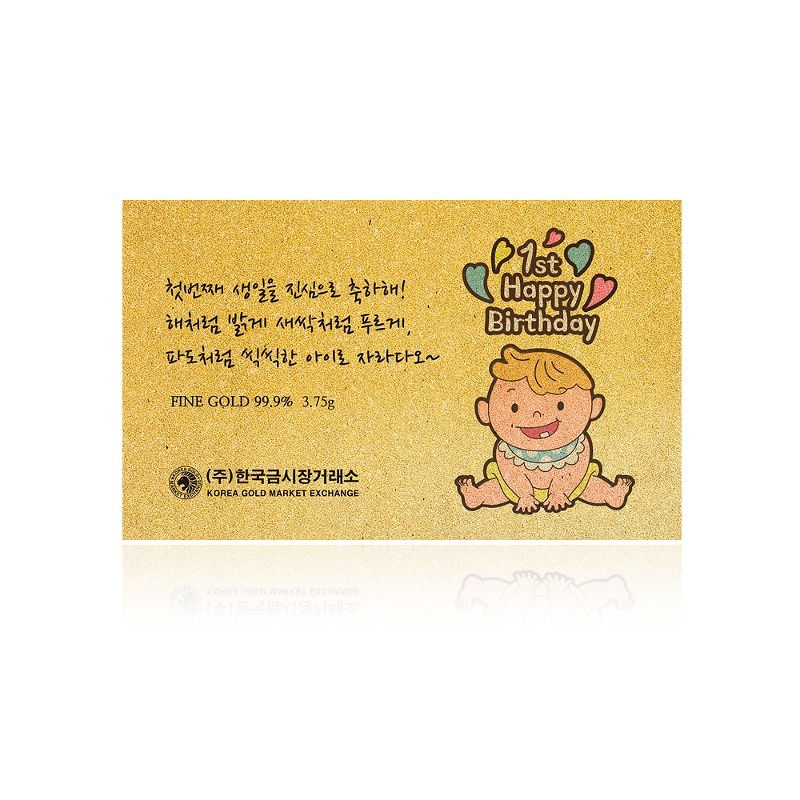 첫번째 생일을 진심으로 축하해!
해처럼 밝게 새싹처럼 푸르게,
파도처럼 씩씩한 아이로 자라다오~
FINE GOLD 99.9% 3.75g
(주)한국금시장거래소
KOREA GOLD MARKET EXCHANGE
1st
Happy
Birthday